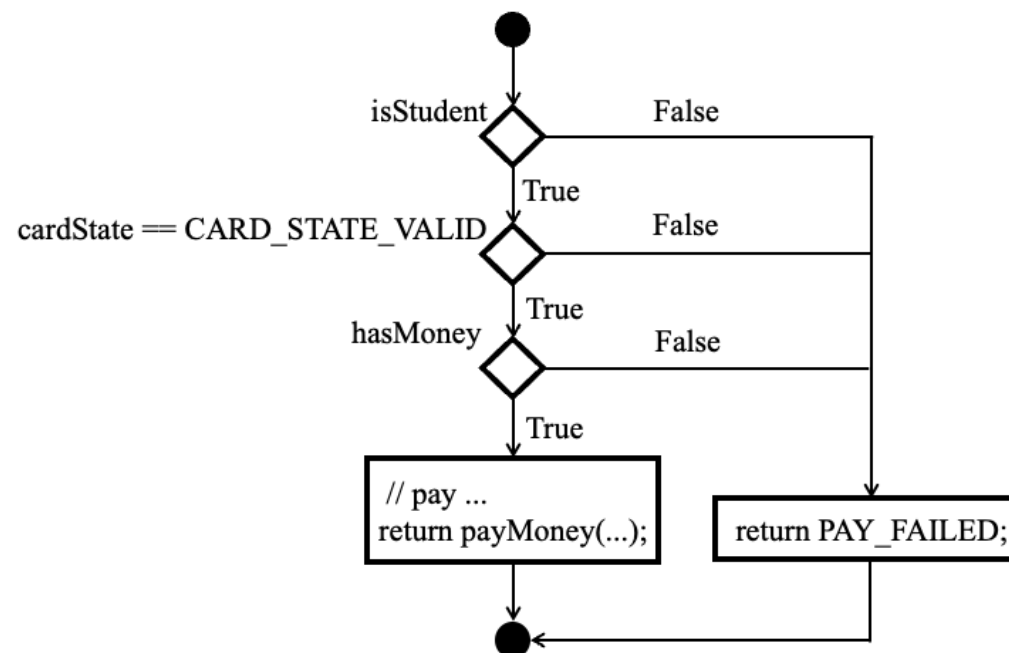 isStudent
False
True
cardState == CARD_STATE_VALID
False
True
hasMoney
False
True
// pay ...
return payMoney(...);
return PAY_FAILED;